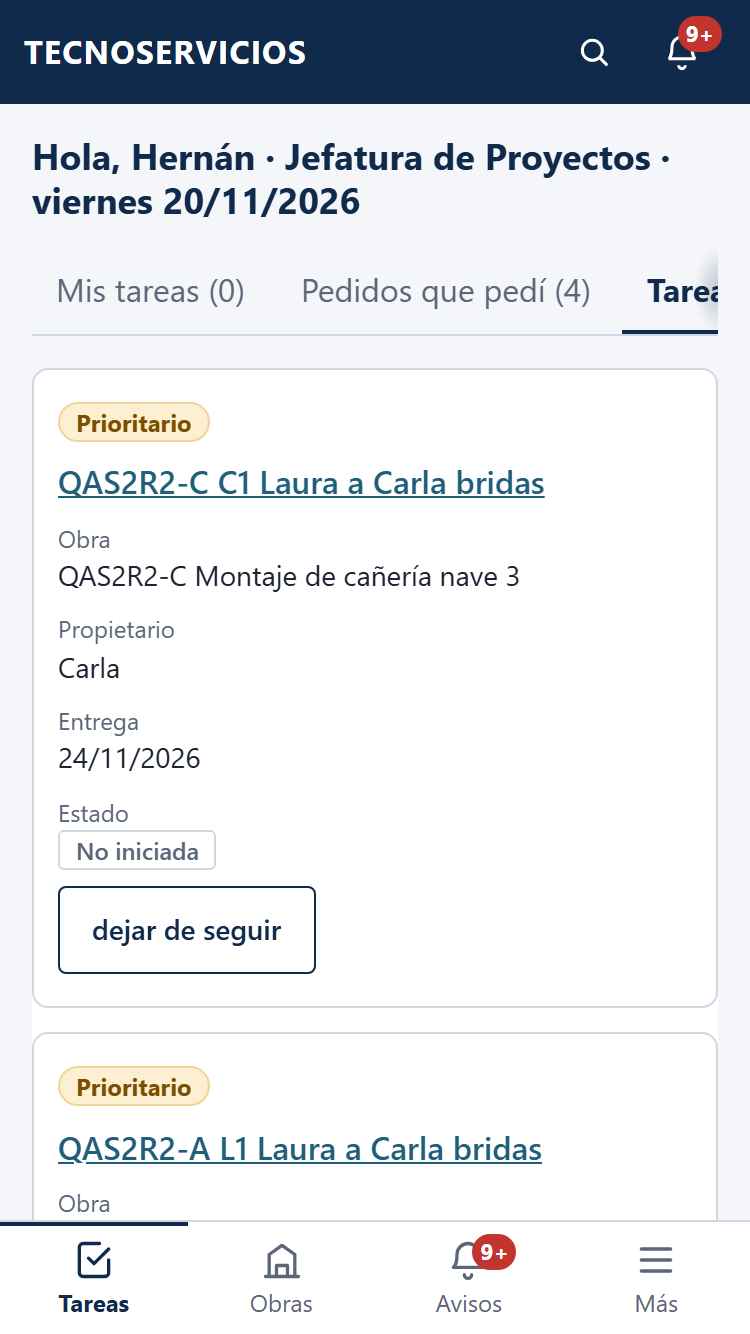 TECNOSERVICIOS
9+
Hola, Hernán · Jefatura de Proyectos ·
viernes 20/11/2026
Mis tareas (0) Pedidos que pedí (4) Tarea
Prioritario
QAS2R2-C C1 Laura a Carla bridas
Obra
QAS2R2-C Montaje de cañería nave 3
Propietario
Carla
Entrega
24/11/2026
Estado
No iniciada
dejar de seguir
Prioritario
QAS2R2-A L1 Laura a Carla bridas
Obra
9+
Tareas Obras Avisos Más